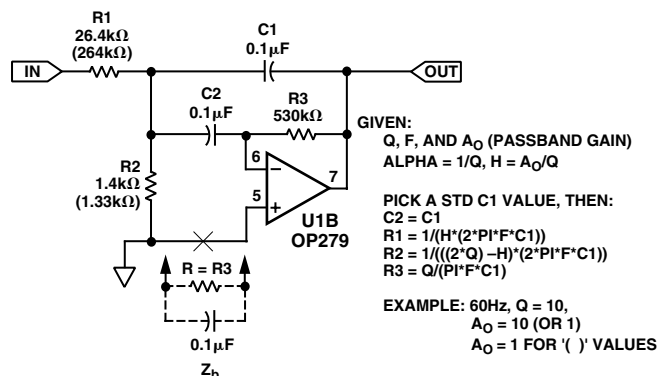 R1
26.4kΩ
(264kΩ)
C1
0.1μF
IN
OUT
C2
0.1μF
R3
530kΩ
R2
1.4kΩ
(1.33kΩ)
6
−
7
5
+
U1B
OP279
R = R3
0.1μF
Zb
GIVEN:
Q, F, AND AO (PASSBAND GAIN)
ALPHA = 1/Q, H = AO/Q
PICK A STD C1 VALUE, THEN:
C2 = C1
R1 = 1/(H*(2*PI*F*C1))
R2 = 1/(((2*Q) –H)*(2*PI*F*C1))
R3 = Q/(PI*F*C1)
EXAMPLE: 60Hz, Q = 10,
AO = 10 (OR 1)
AO = 1 FOR '( )' VALUES